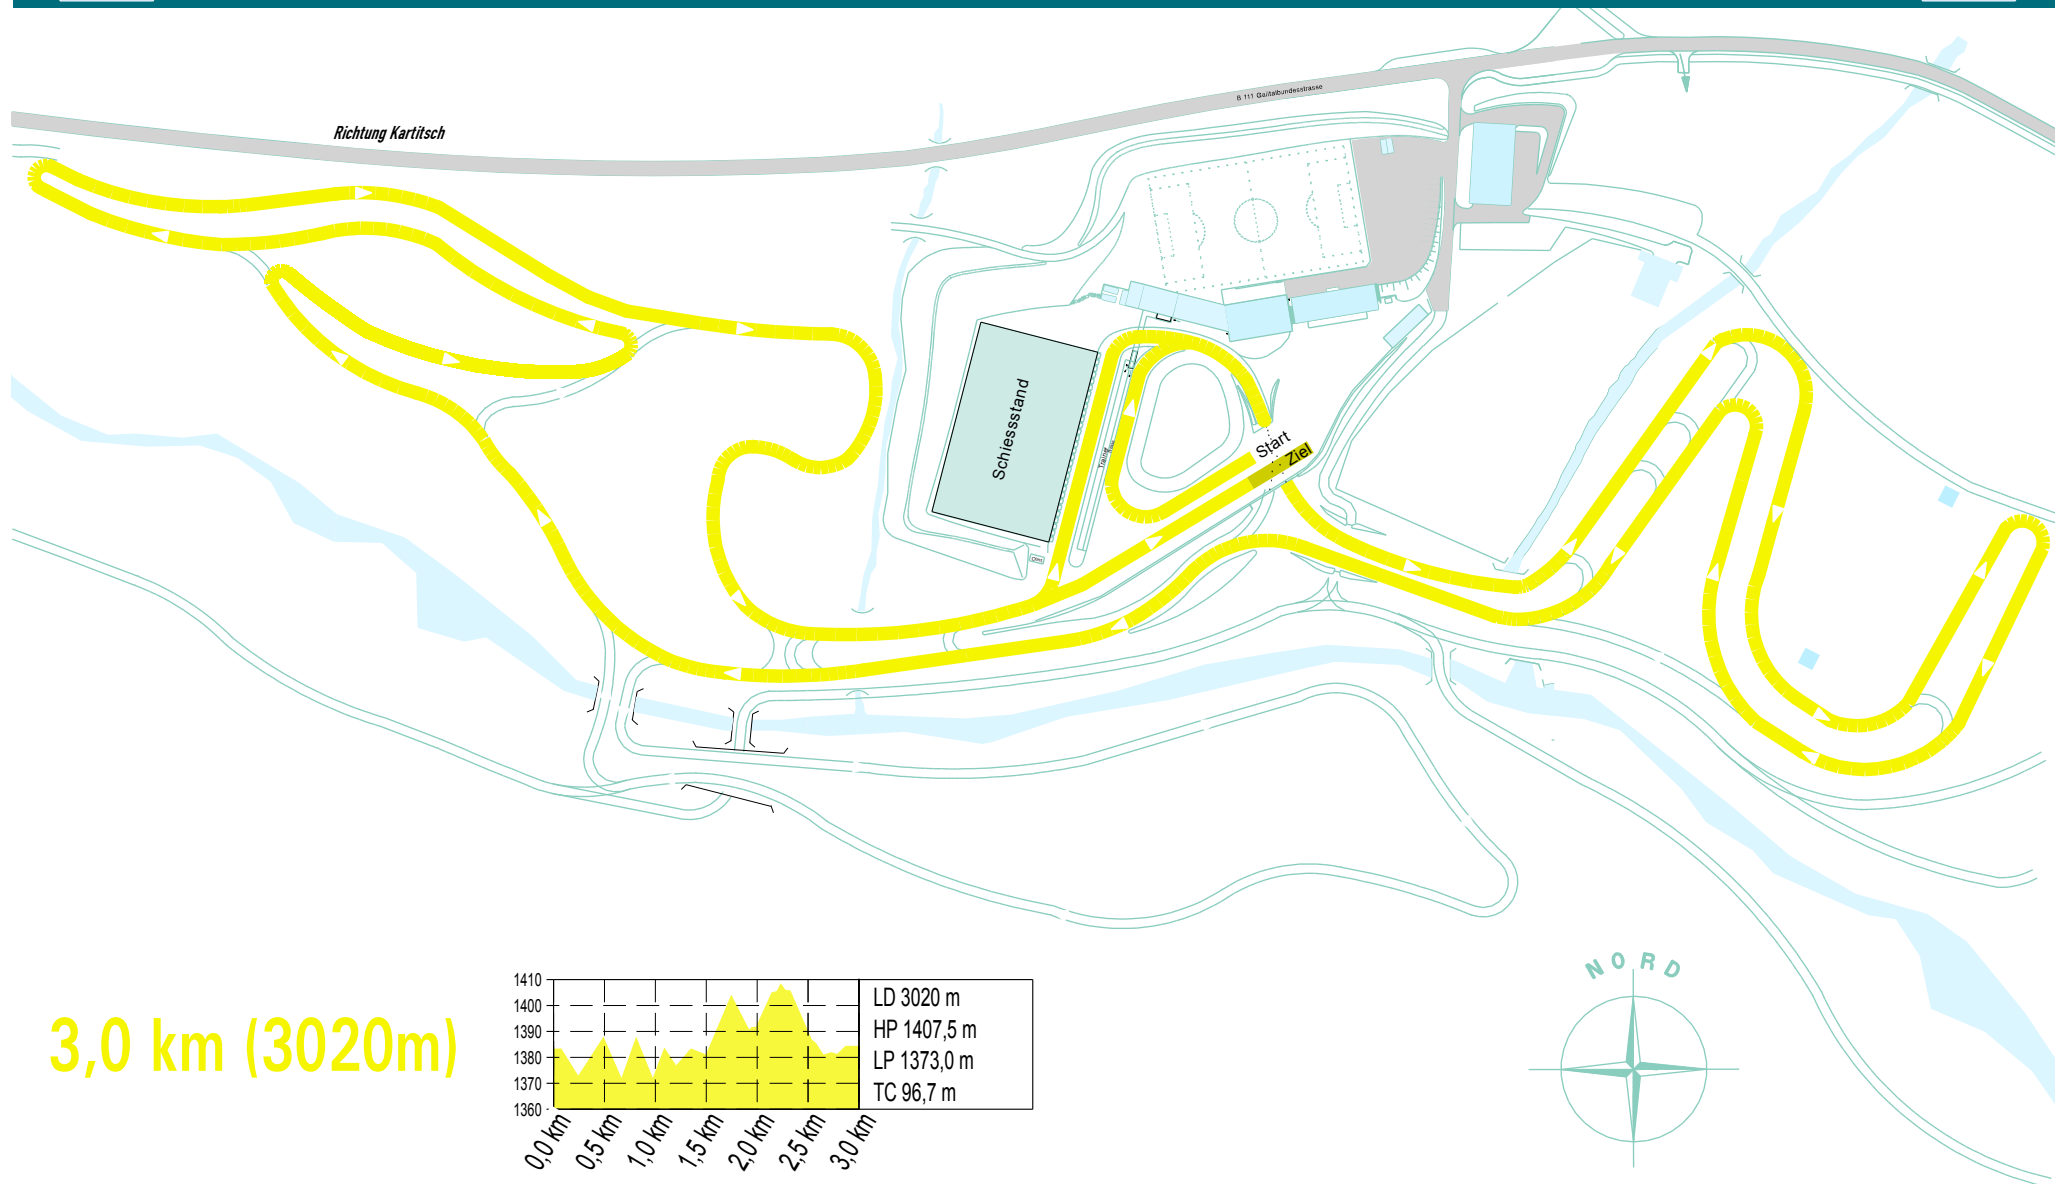 B 111 Gailtalbundesstrasse
Richtung Kartitsch
Schiessstand
Start
Ziel
NORD
3,0 km (3020m)
1410
1400
1390
1380
1370
1360
0,0 km
0,5 km
1,0 km
1,5 km
2,0 km
2,5 km
3,0 km
LD 3020 m
HP 1407,5 m
LP 1373,0 m
TC 96,7 m